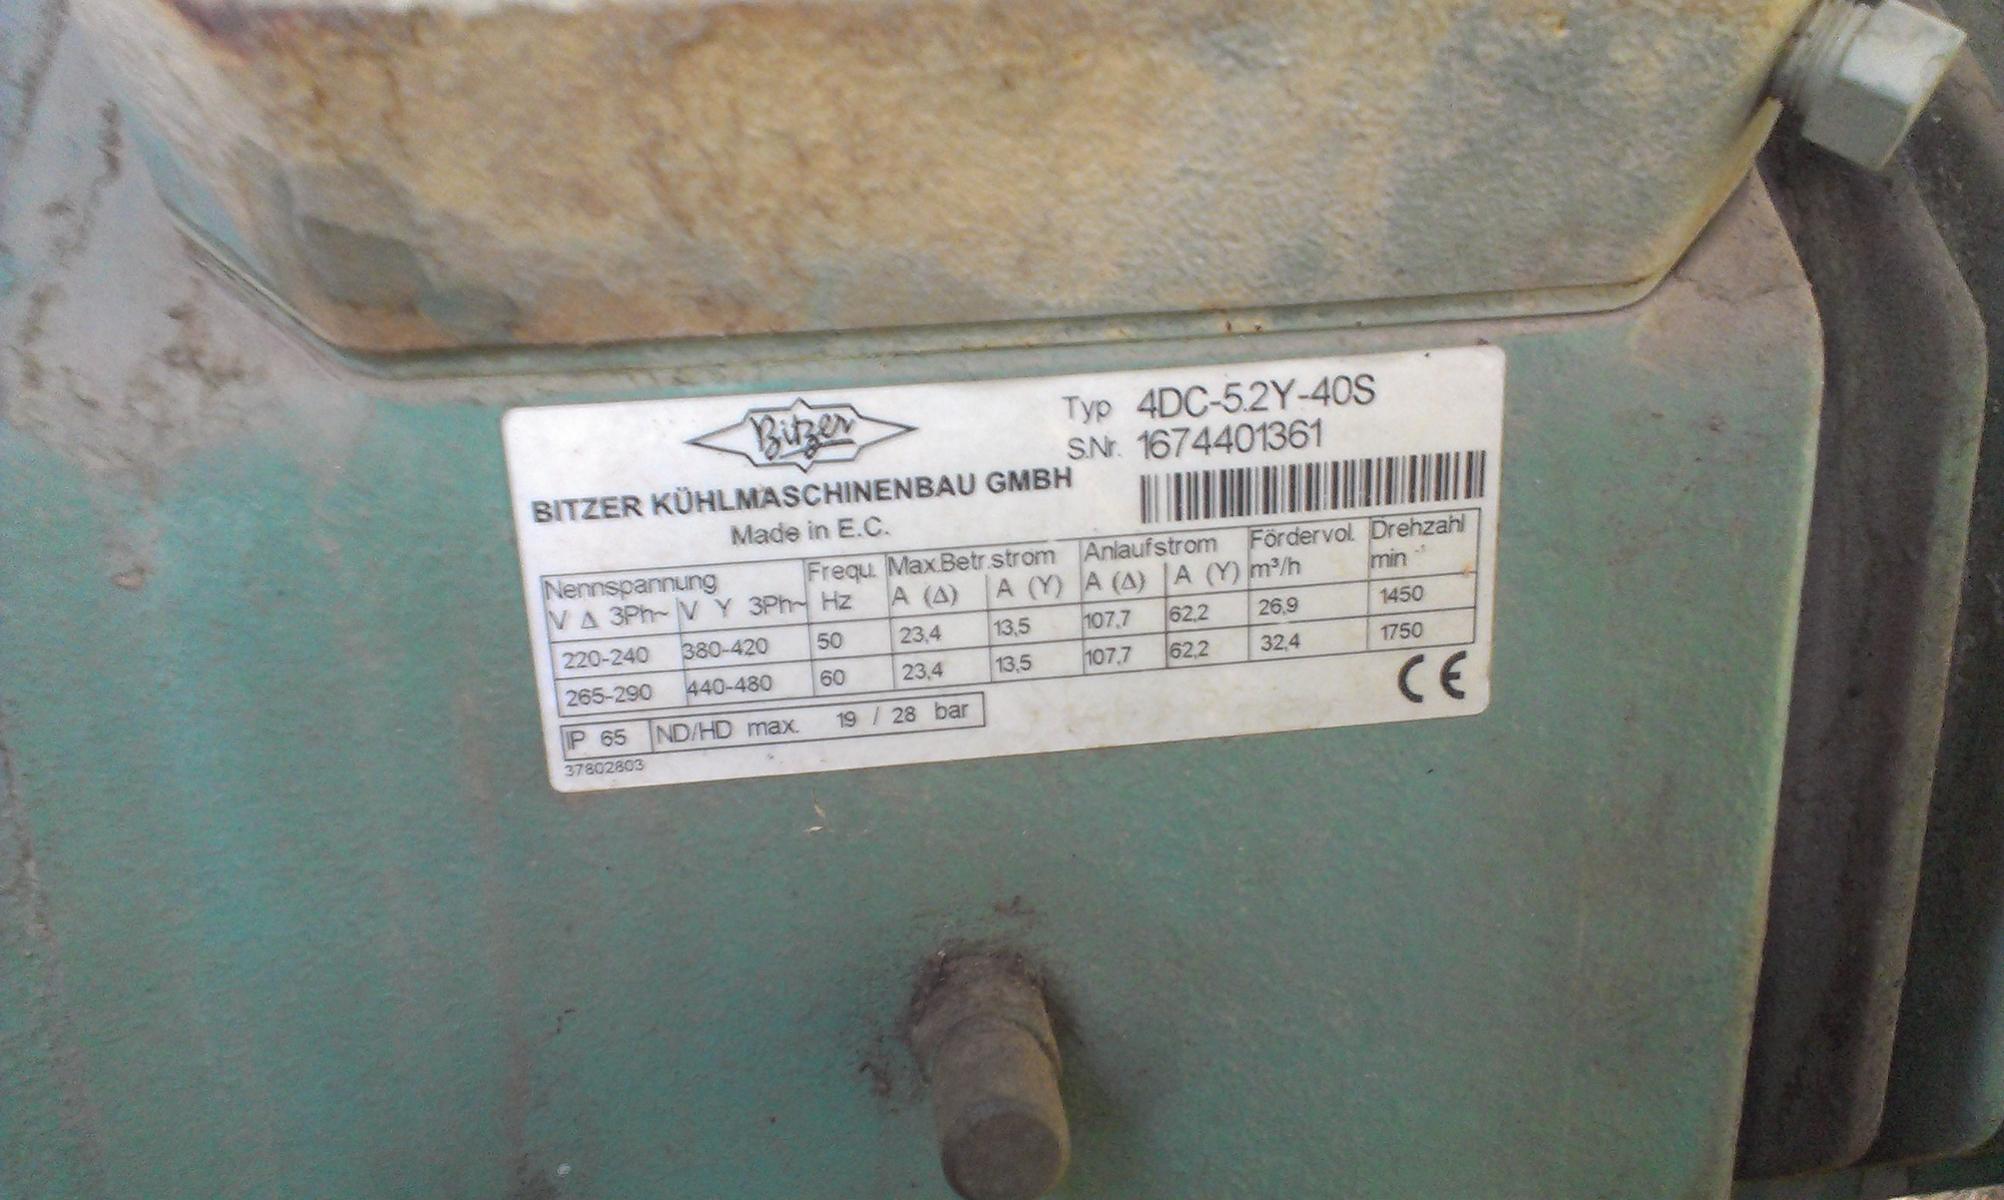 Bitzer
Typ 4DC-5.2Y-40S
S.Nr. 1674401361
BITZER KÜHLMASCHINENBAU GMBH
Made in E.C.
Nennspannung Frequ. Max.Betr.strom Anlaufstrom Fördervol. Drehzahl
V Δ 3Ph~ V Y 3Ph~ Hz A (Δ) A (Y) A (Δ) A (Y) m³/h min⁻¹
220-240 380-420 50 23,4 13,5 107,7 62,2 26,9 1450
265-290 440-480 60 23,4 13,5 107,7 62,2 32,4 1750
IP 65 ND/HD max. 19 / 28 bar
CE
37802803